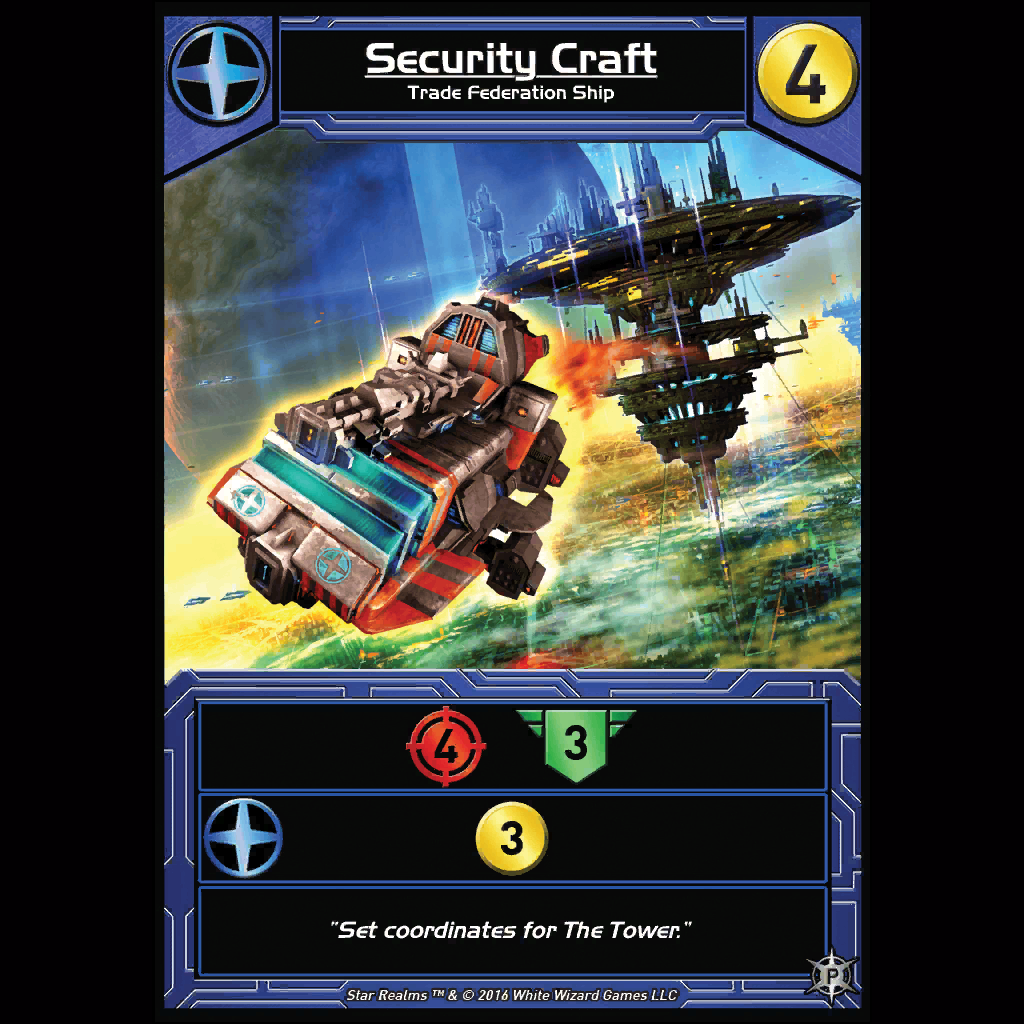 Security Craft
4
Trade Federation Ship
4 3
3
"Set coordinates for The Tower."
P
Star Realms ™ & © 2016 White Wizard Games LLC